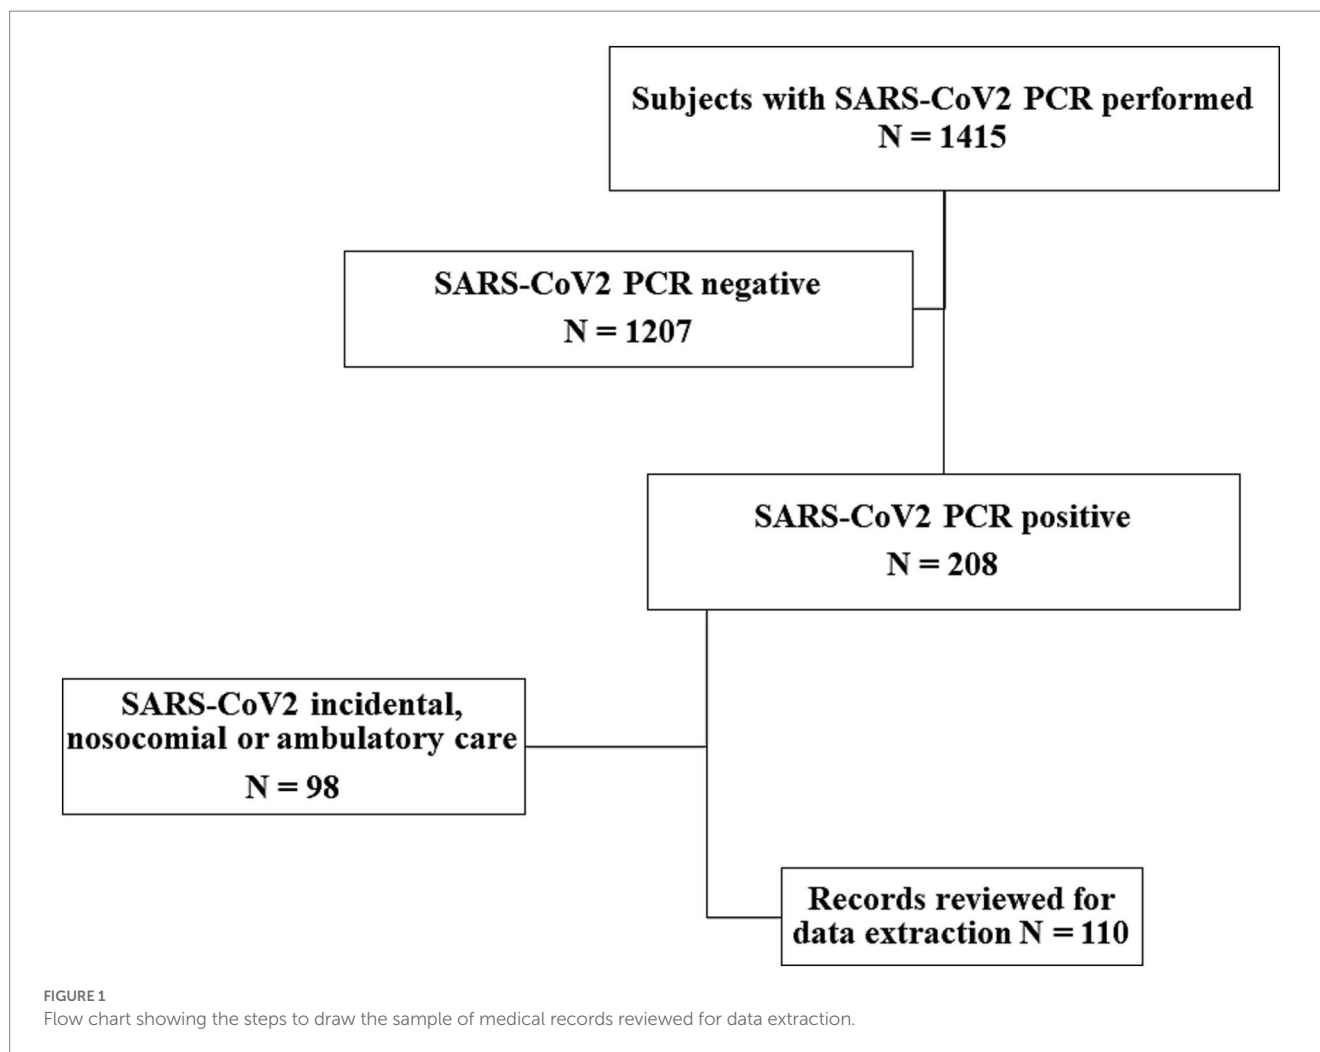 Subjects with SARS-CoV2 PCR performed
N = 1415
SARS-CoV2 PCR negative
N = 1207
SARS-CoV2 PCR positive
N = 208
SARS-CoV2 incidental,
nosocomial or ambulatory care
N = 98
Records reviewed for
data extraction N = 110
FIGURE 1
Flow chart showing the steps to draw the sample of medical records reviewed for data extraction.